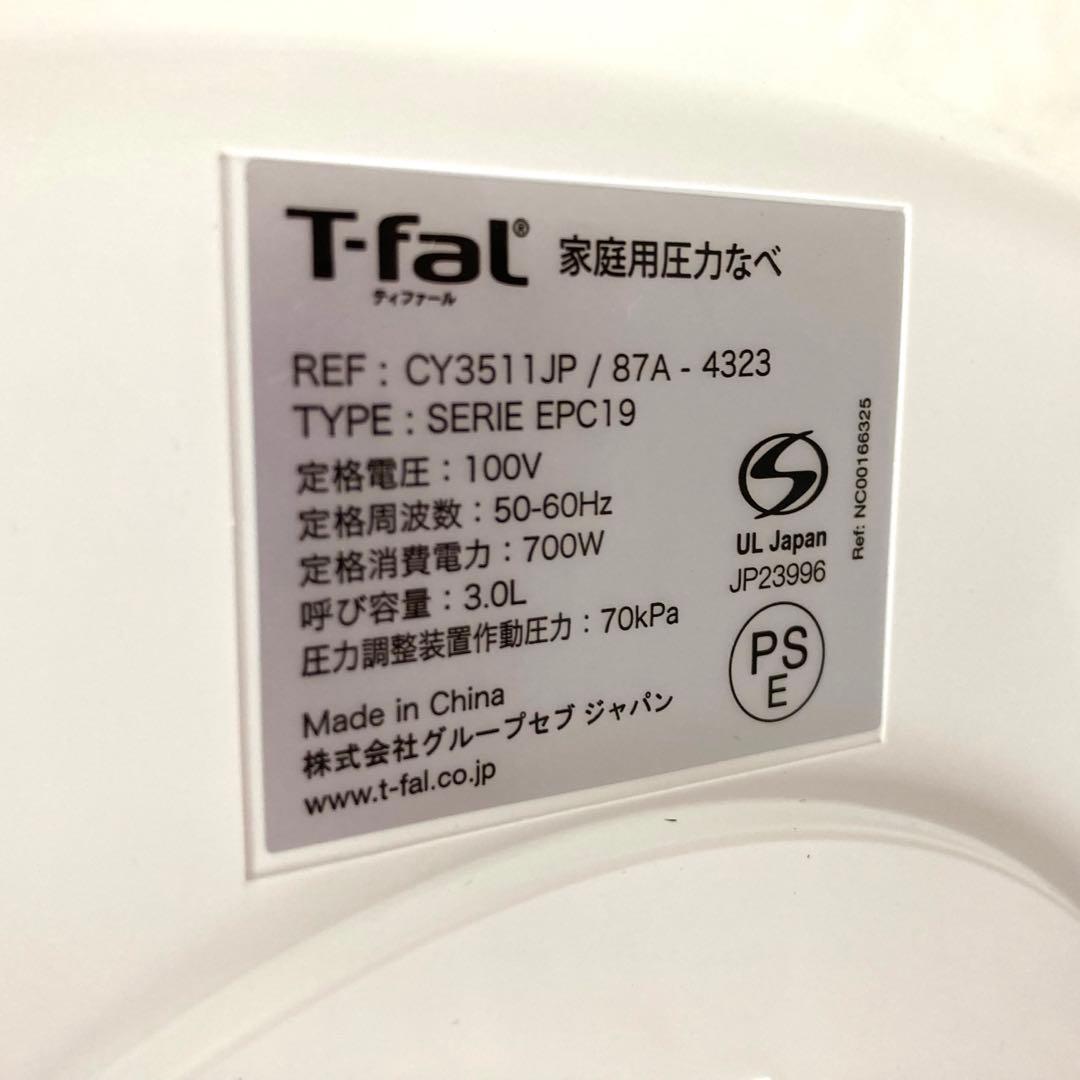 T-fal® 家庭用圧力なべ
ティファール
REF : CY3511JP / 87A - 4323
TYPE : SERIE EPC19
定格電圧 : 100V
定格周波数 : 50-60Hz
定格消費電力 : 700W
呼び容量 : 3.0L
圧力調整装置作動圧力 : 70kPa
Made in China
株式会社グループセブ ジャパン
www.t-fal.co.jp
S
UL Japan
JP23996
PS
E
Ref: NC00166325